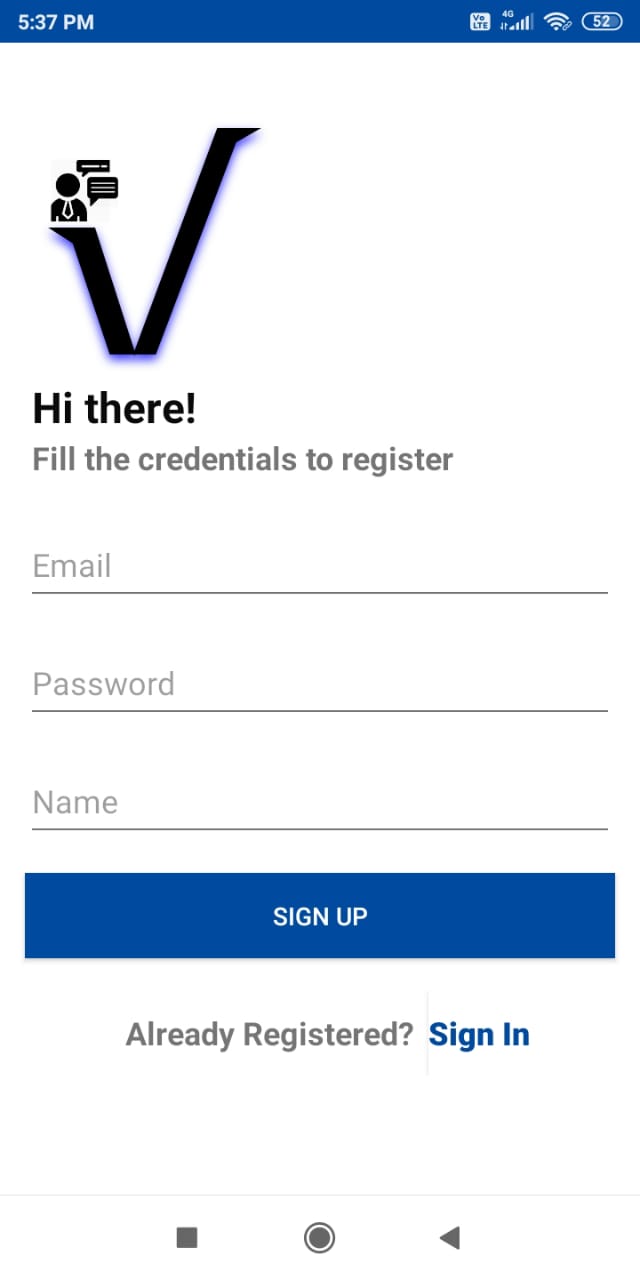 5:37 PM
Vo LTE 4G 52
Hi there!
Fill the credentials to register
Email
Password
Name
SIGN UP
Already Registered? Sign In